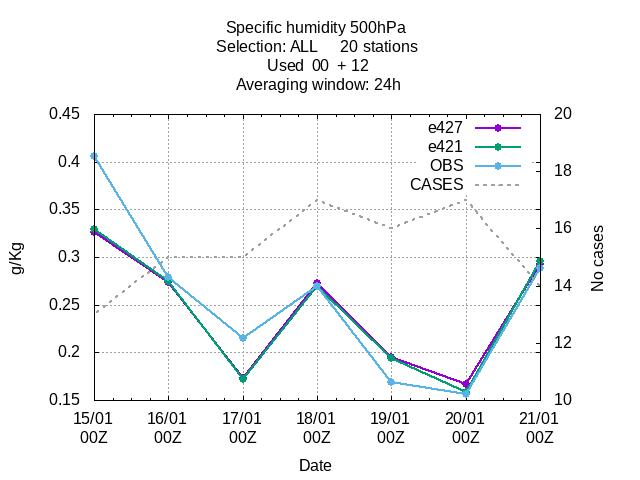 Specific humidity 500hPa
Selection: ALL     20 stations
Used  00  + 12
Averaging window: 24h
0.45
0.4
0.35
0.3
0.25
0.2
0.15
g/Kg
e427
e421
OBS
CASES
20
18
16
14
12
10
No cases
15/01 16/01 17/01 18/01 19/01 20/01 21/01
00Z 00Z 00Z 00Z 00Z 00Z 00Z
Date